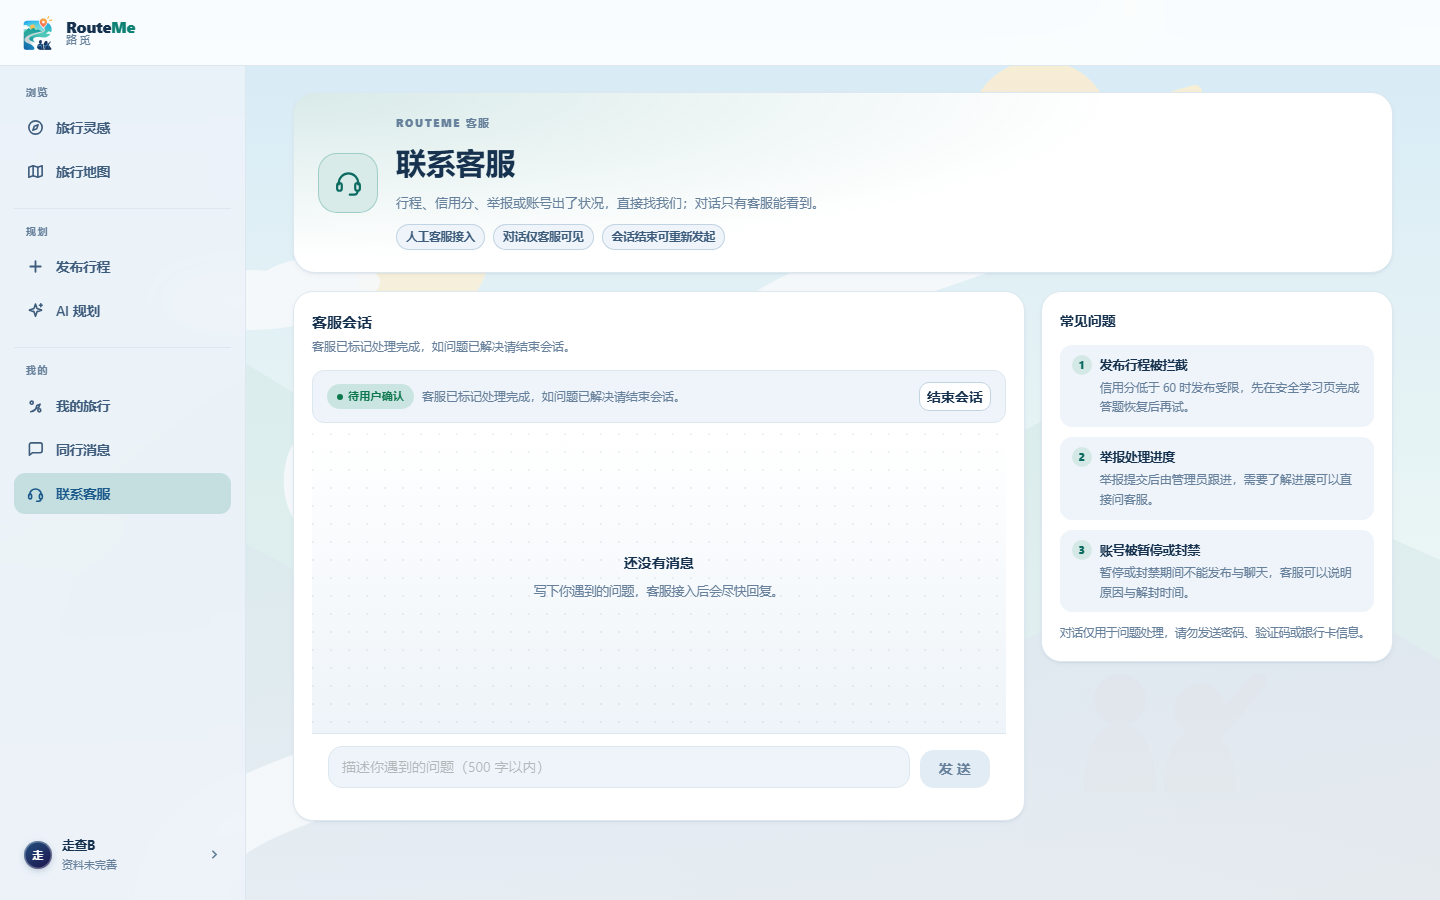 RouteMe
路觅
浏览
旅行灵感
旅行地图
规划
发布行程
AI 规划
我的
我的旅行
同行消息
联系客服
走
走查B
资料未完善
ROUTEME 客服
联系客服
行程、信用分、举报或账号出了状况，直接找我们；对话只有客服能看到。
人工客服接入
对话仅客服可见
会话结束可重新发起
客服会话
客服已标记处理完成，如问题已解决请结束会话。
待用户确认
客服已标记处理完成，如问题已解决请结束会话。
结束会话
还没有消息
写下你遇到的问题，客服接入后会尽快回复。
描述你遇到的问题（500 字以内）
发 送
常见问题
1
发布行程被拦截
信用分低于 60 时发布受限，先在安全学习页完成
答题恢复后再试。
2
举报处理进度
举报提交后由管理员跟进，需要了解进展可以直
接问客服。
3
账号被暂停或封禁
暂停或封禁期间不能发布与聊天，客服可以说明
原因与解封时间。
对话仅用于问题处理，请勿发送密码、验证码或银行卡信息。